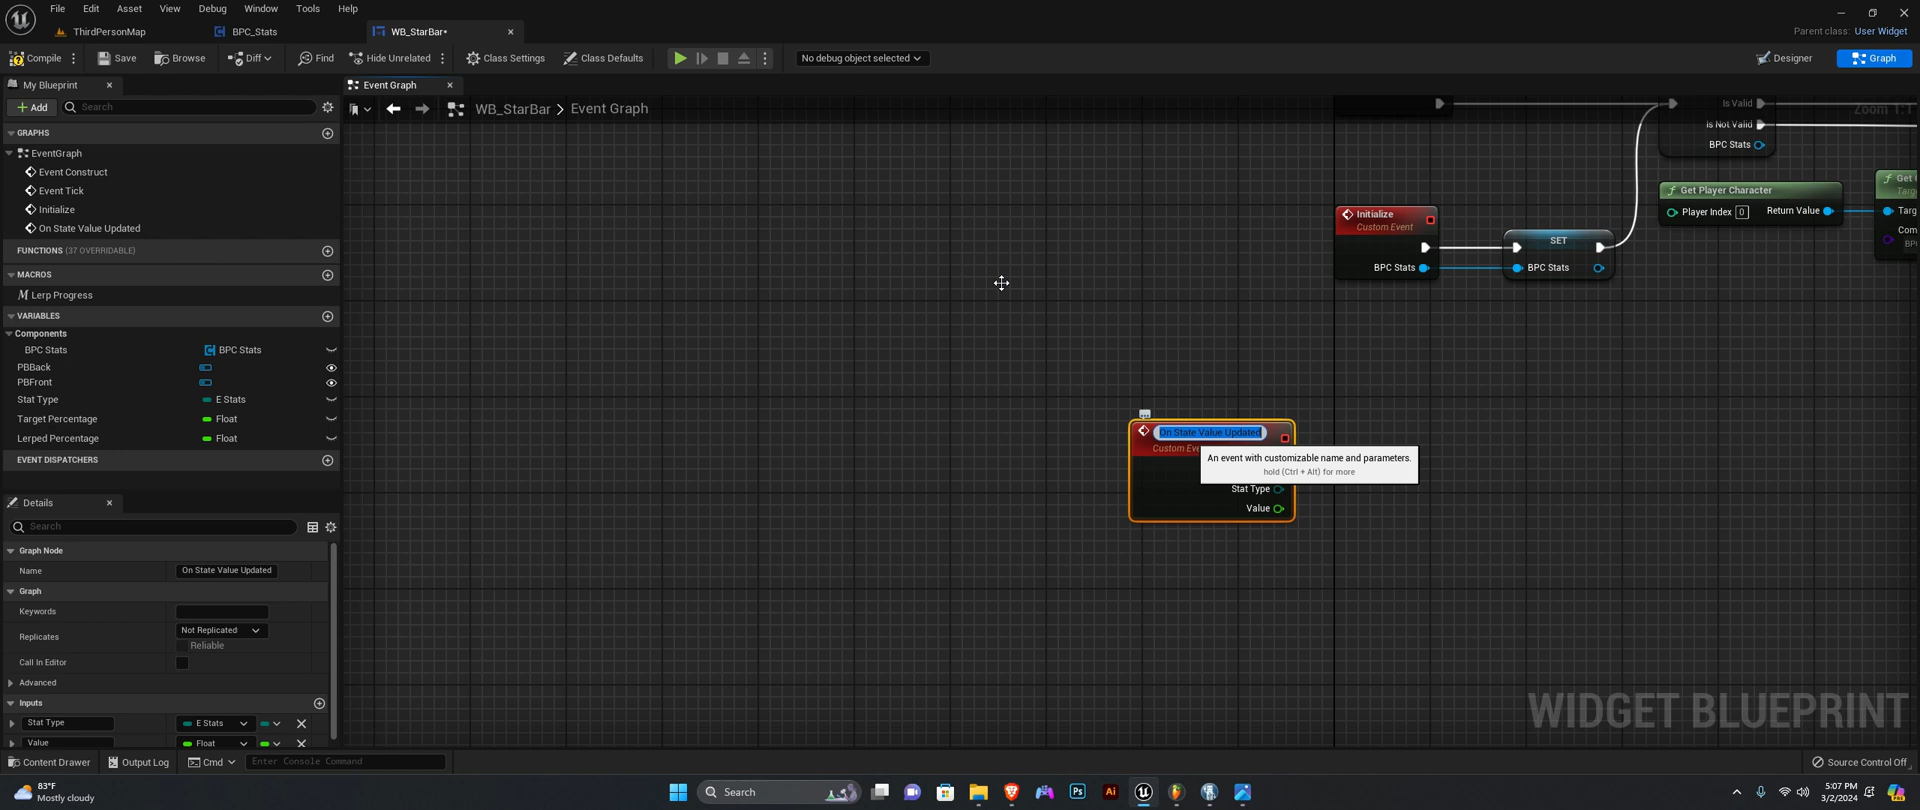 File Edit Asset View Debug Window Tools Help
ThirdPersonMap BPC_Stats WB_StarBar•
Parent class: User Widget
Compile Save Browse Diff Find Hide Unrelated Class Settings Class Defaults No debug object selected Designer Graph
My Blueprint Event Graph
Add Search WB_StarBar > Event Graph
Zoom 1:1
GRAPHS
EventGraph
Event Construct
Event Tick
Initialize
On State Value Updated
FUNCTIONS (37 OVERRIDABLE)
MACROS
Lerp Progress
VARIABLES
Components
BPC Stats BPC Stats
PBBack
PBFront
Stat Type E Stats
Target Percentage Float
Lerped Percentage Float
EVENT DISPATCHERS
Is Valid
Is Not Valid
BPC Stats
Get Player Character
Player Index 0 Return Value
Get
Targ
Com
Initialize
Custom Event
BPC Stats
SET
BPC Stats
On State Value Updated
Custom Eve
An event with customizable name and parameters.
hold (Ctrl + Alt) for more
Stat Type
Value
Details
Search
Graph Node
Name On State Value Updated
Graph
Keywords
Replicates Not Replicated
Reliable
Call In Editor
Advanced
Inputs
Stat Type E Stats
Value Float
WIDGET BLUEPRINT
Content Drawer Output Log Cmd Enter Console Command Source Control Off
83°F
Mostly cloudy
Search
5:07 PM
3/2/2024